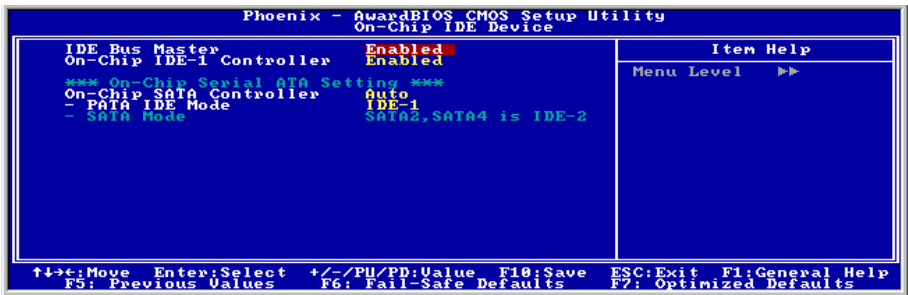 Phoenix - AwardBIOS CMOS Setup Utility
On-Chip IDE Device
IDE Bus Master Enabled
On-Chip IDE-1 Controller Enabled
*** On-Chip Serial ATA Setting ***
On-Chip SATA Controller Auto
- PATA IDE Mode IDE-1
- SATA Mode SATA2,SATA4 is IDE-2
Item Help
Menu Level ►►
↑↓→←:Move Enter:Select +/-/PU/PD:Value F10:Save ESC:Exit F1:General Help
F5: Previous Values F6: Fail-Safe Defaults F7: Optimized Defaults